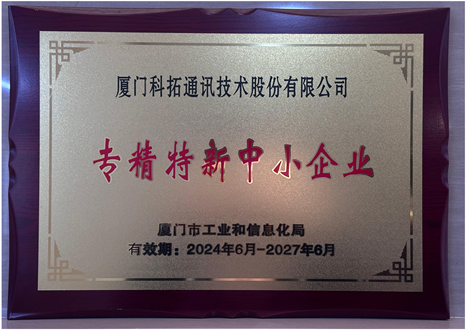 厦门科拓通讯技术股份有限公司
专精特新中小企业
厦门市工业和信息化局
有效期：2024年6月-2027年6月